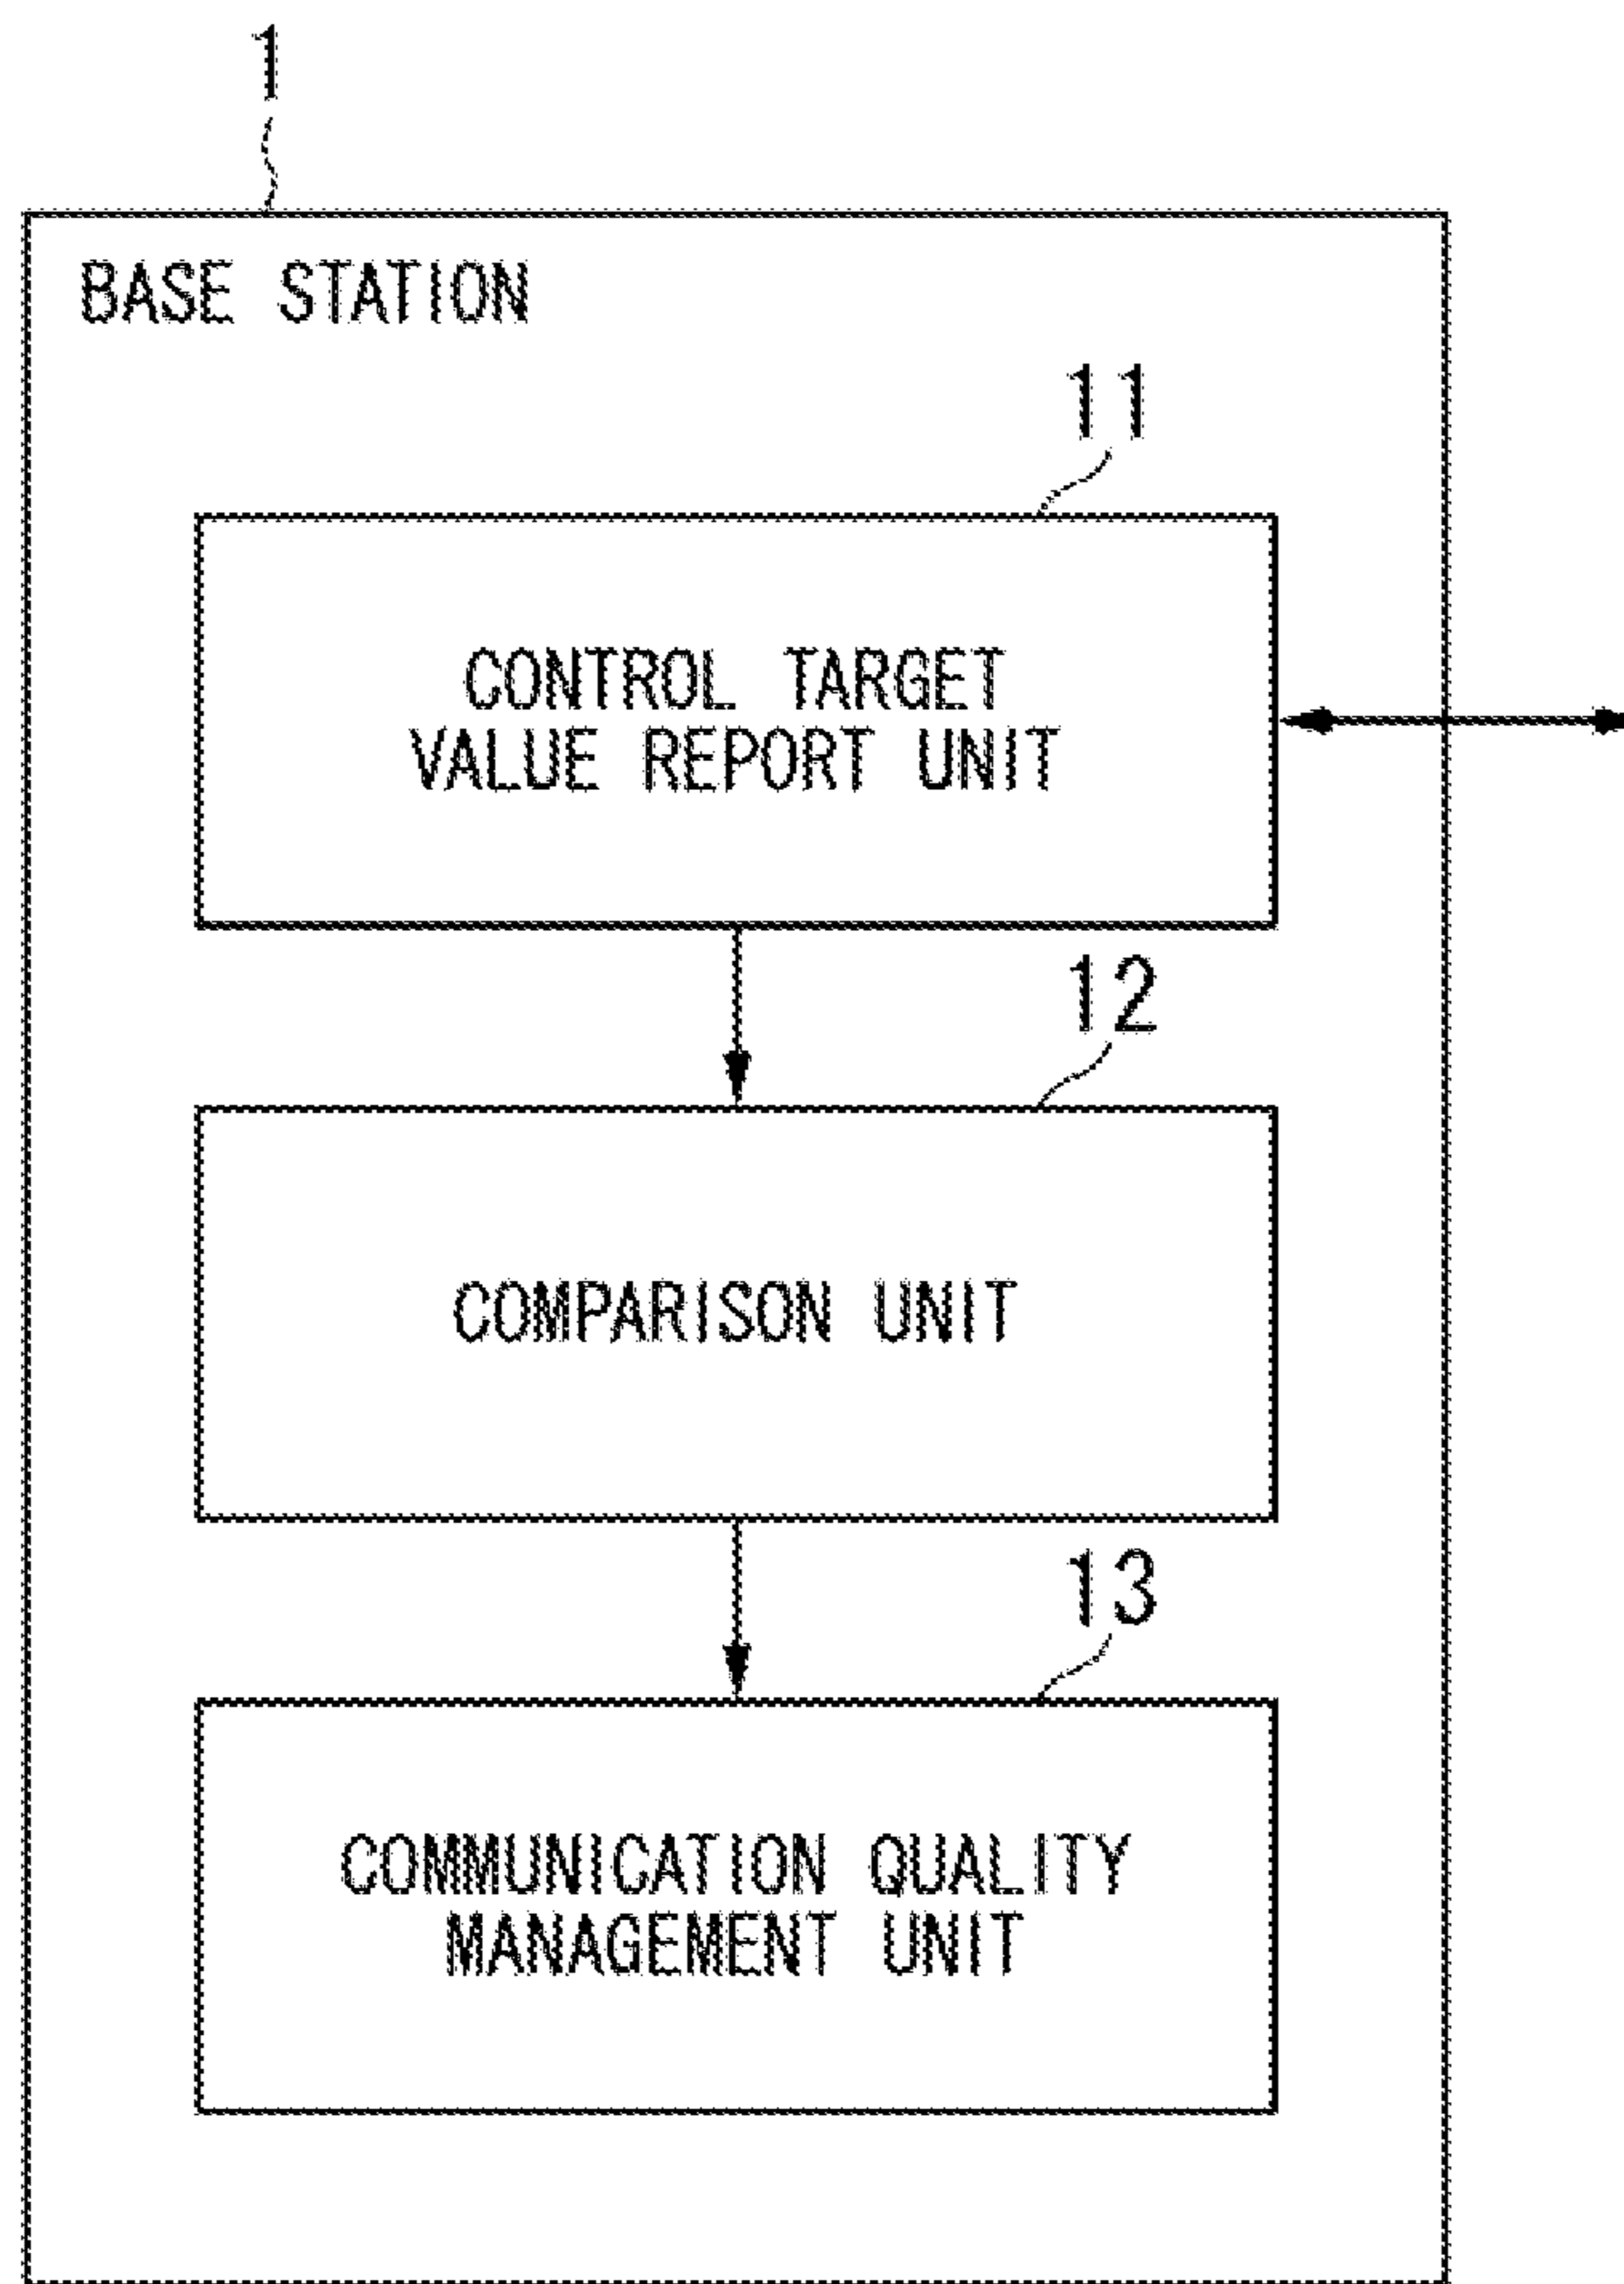 1
BASE STATION
11
CONTROL TARGET
VALUE REPORT UNIT
12
COMPARISON UNIT
13
COMMUNICATION QUALITY
MANAGEMENT UNIT